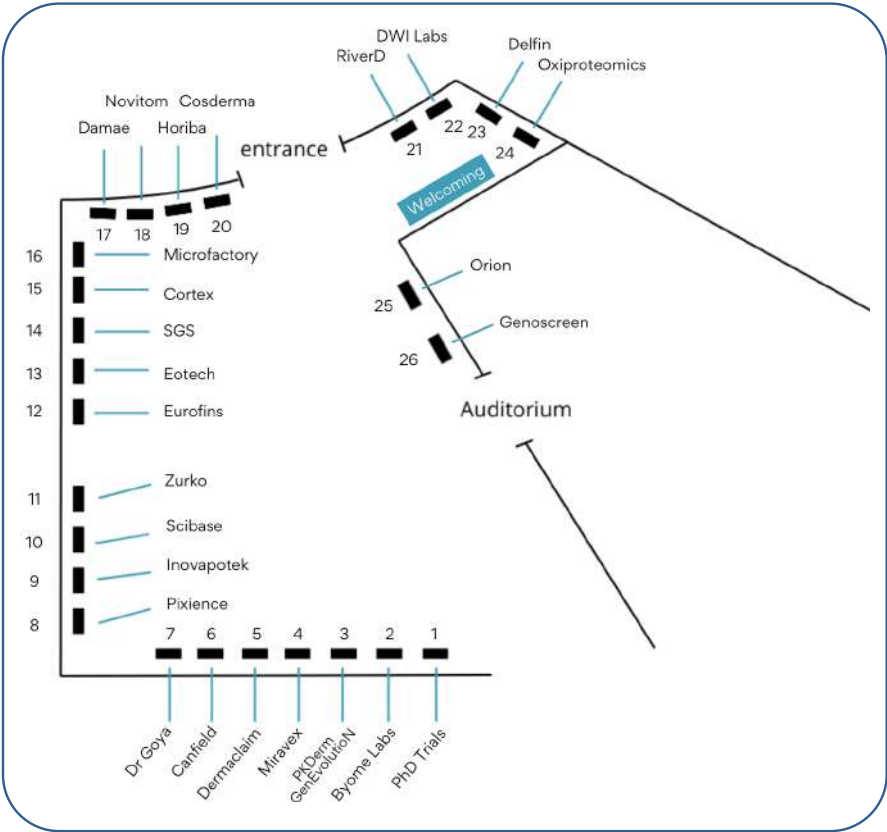 DWI Labs
RiverD
Delfin
Oxiproteomics
Novitom Cosderma
Damae Horiba
entrance
22
23
21
24
Welcoming
17 18 19 20
16 Microfactory
15 Cortex
14 SGS
13 Eotech
12 Eurofins
Orion
25
Genoscreen
26
Auditorium
11 Zurko
10 Scibase
9 Inovapotek
8 Pixience
7 6 5 4 3 2 1
Dr Goya
Canfield
Dermaclaim
Miravex
PKDerm
GenEvolutioN
Byome Labs
PhD Trials